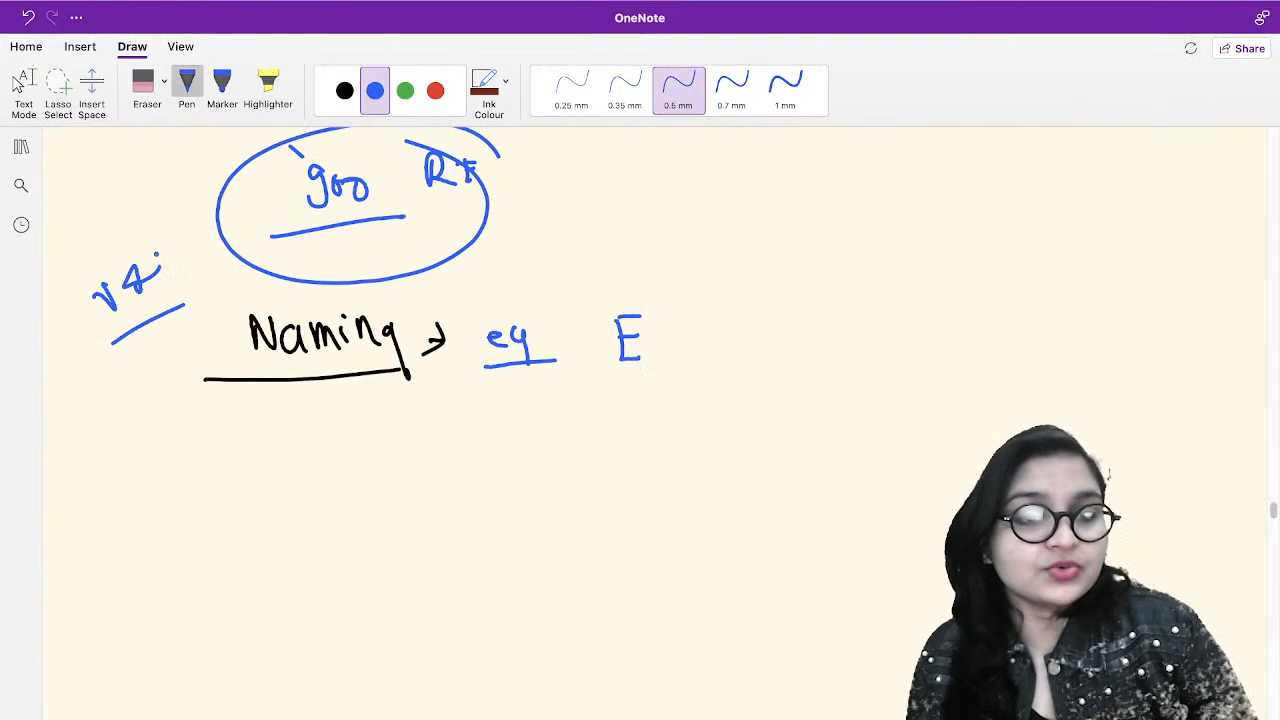 OneNote
Home Insert Draw View
Share
Text Mode
Lasso Select
Insert Space
Eraser
Pen
Marker
Highlighter
Ink Colour
0.25 mm
0.35 mm
0.5 mm
0.7 mm
1 mm
Naming → eg E